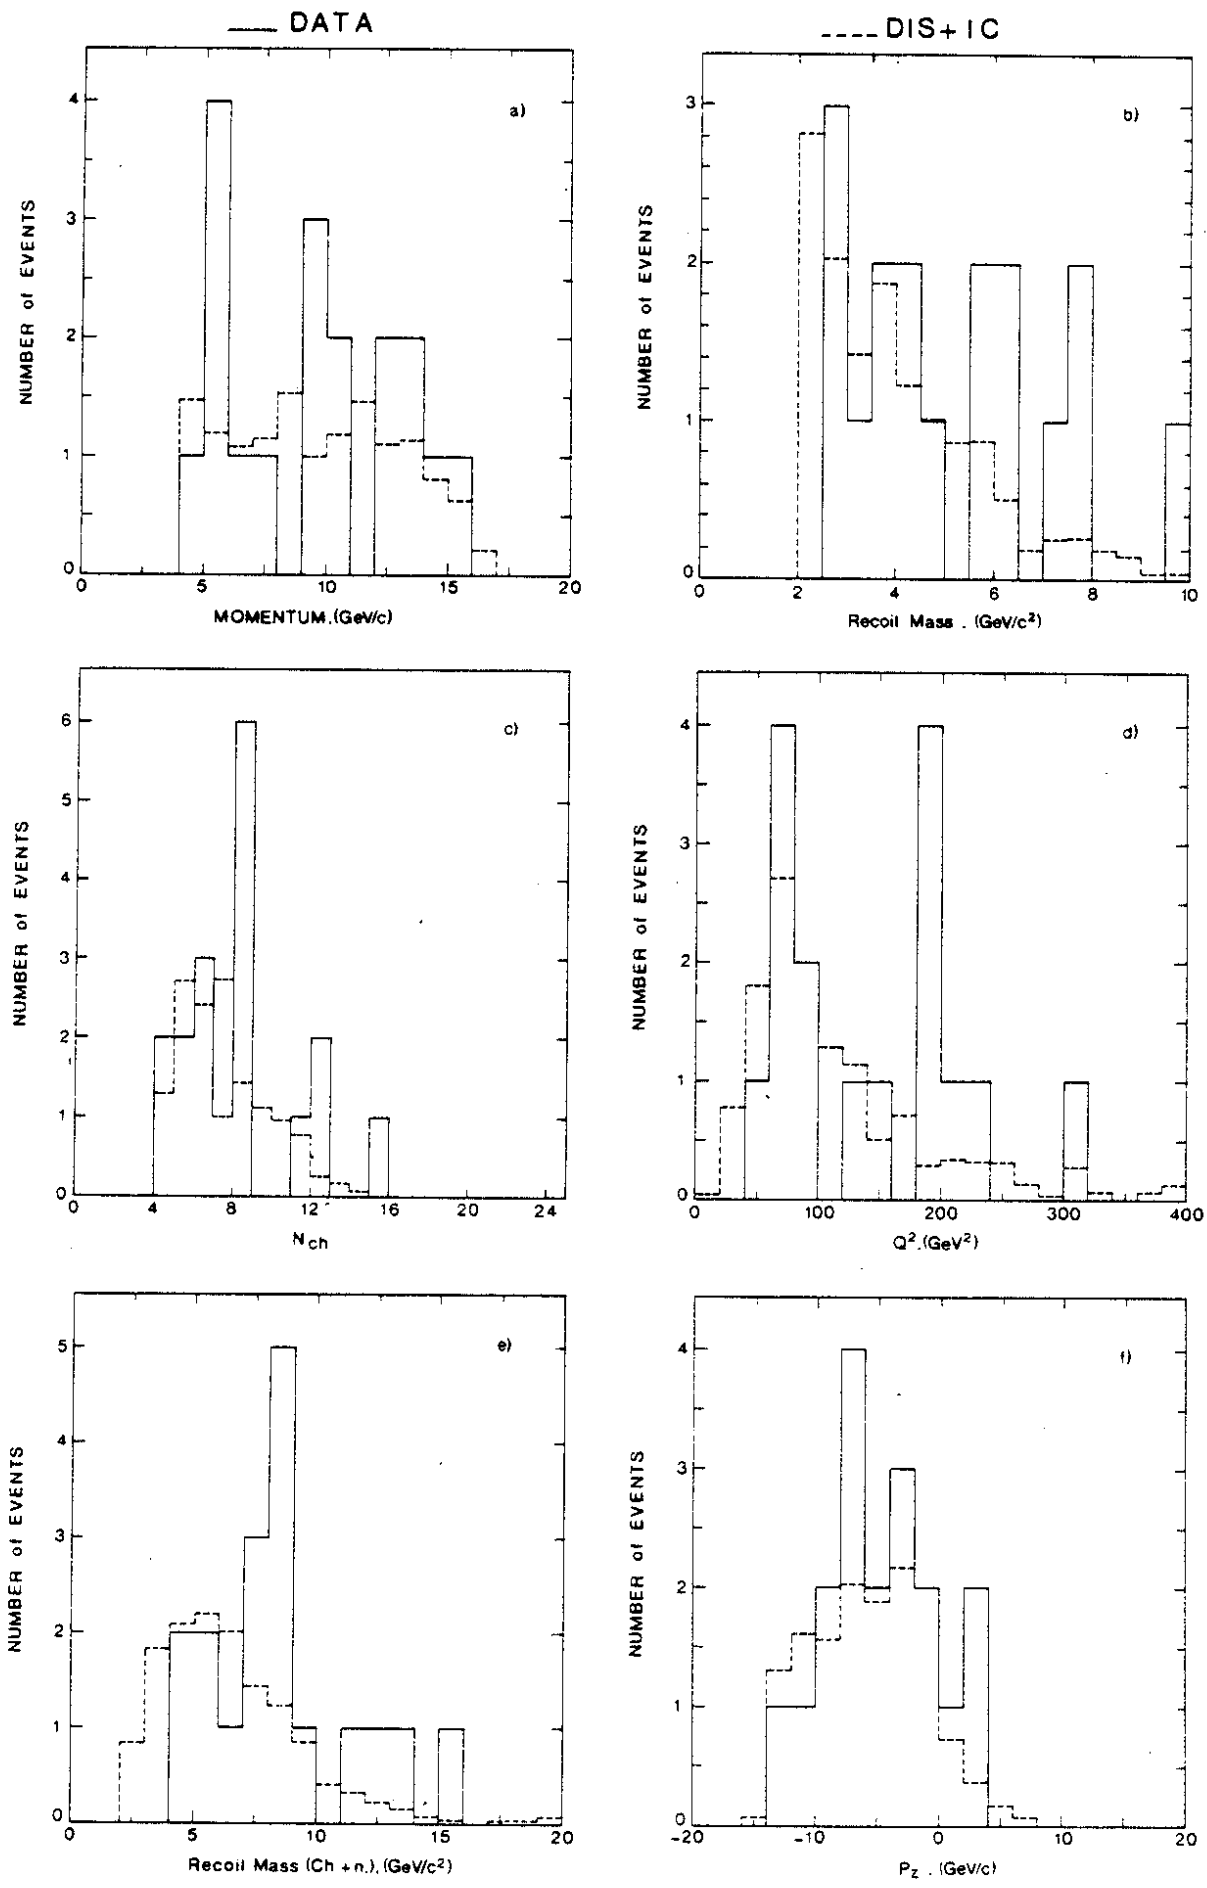 DATA
DIS+IC
a)
4
3
2
1
0
0 5 10 15 20
NUMBER of EVENTS
MOMENTUM.(GeV/c)
b)
3
2
1
0
2 4 6 8 10
NUMBER of EVENTS
Recoil Mass . (GeV/c²)
c)
6
5
4
3
2
1
0
0 4 8 12 16 20 24
NUMBER of EVENTS
Nch
d)
4
3
2
1
0
0 100 200 300 400
NUMBER of EVENTS
Q².(GeV²)
e)
5
4
3
2
1
0
0 5 10 15 20
NUMBER of EVENTS
Recoil Mass (Ch +n.).(GeV/c²)
f)
4
3
2
1
0
-20 -10 0 10 20
NUMBER of EVENTS
Pz . (GeV/c)